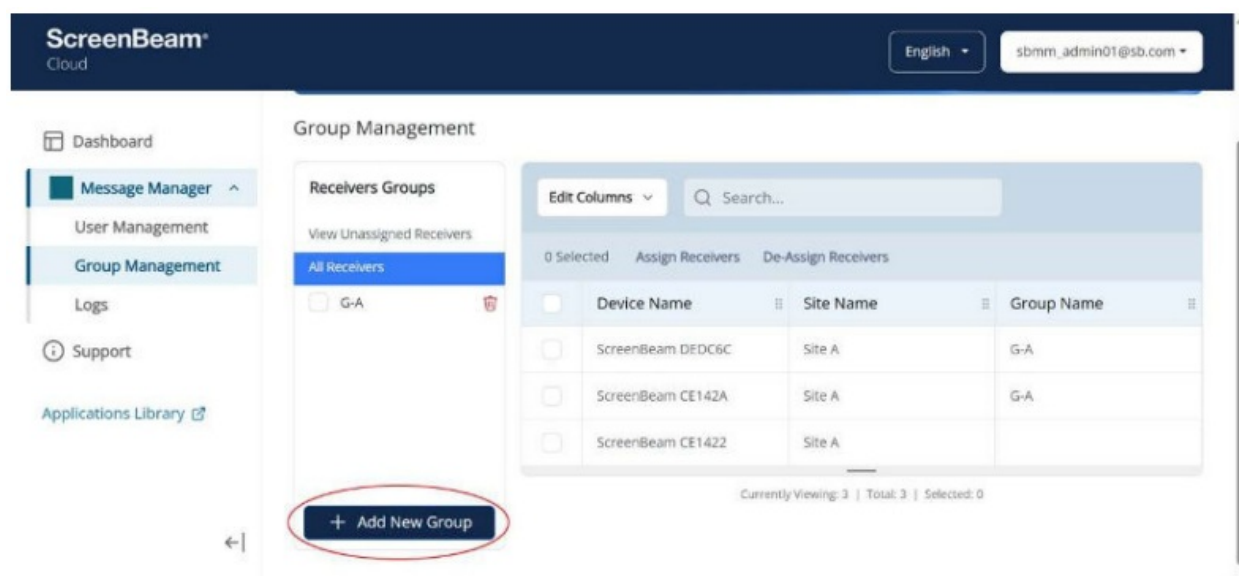 ScreenBeam®
Cloud
English
sbmm_admin01@sb.com
Dashboard
Message Manager
User Management
Group Management
Logs
Support
Applications Library
Group Management
Receivers Groups
View Unassigned Receivers
All Receivers
G-A
+ Add New Group
Edit Columns
Search...
0 Selected Assign Receivers De-Assign Receivers
Device Name Site Name Group Name
ScreenBeam DEDC6C Site A G-A
ScreenBeam CE142A Site A G-A
ScreenBeam CE1422 Site A
Currently Viewing: 3 | Total: 3 | Selected: 0